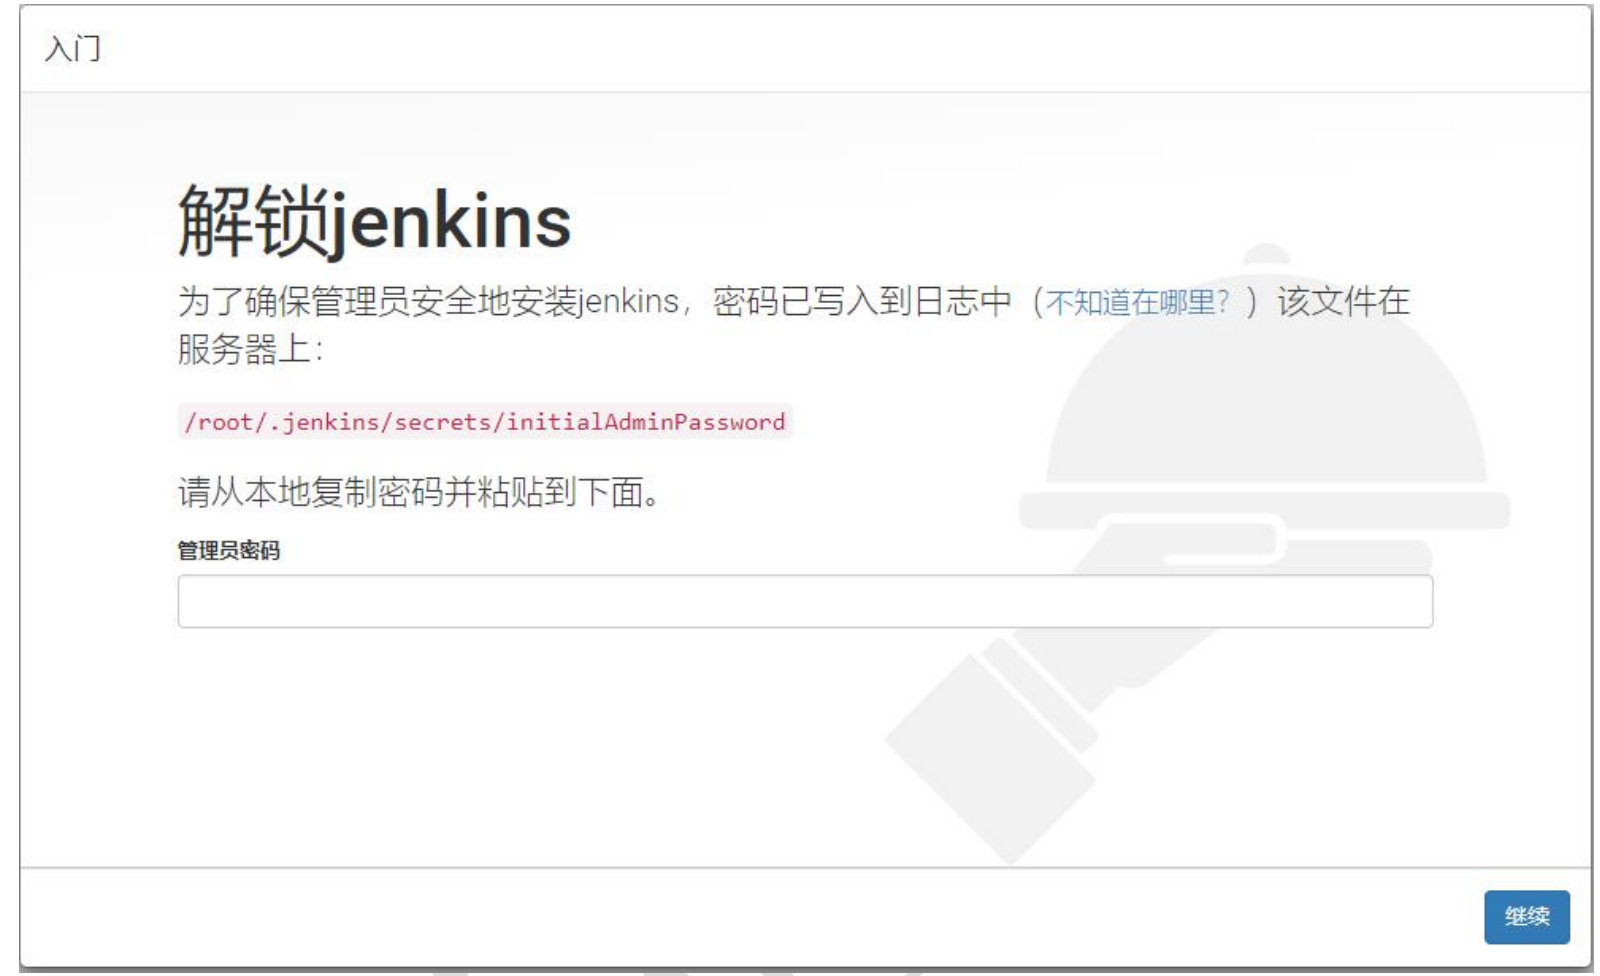 入门
解锁jenkins
为了确保管理员安全地安装jenkins，密码已写入到日志中（不知道在哪里？）该文件在
服务器上：
/root/.jenkins/secrets/initialAdminPassword
请从本地复制密码并粘贴到下面。
管理员密码
继续